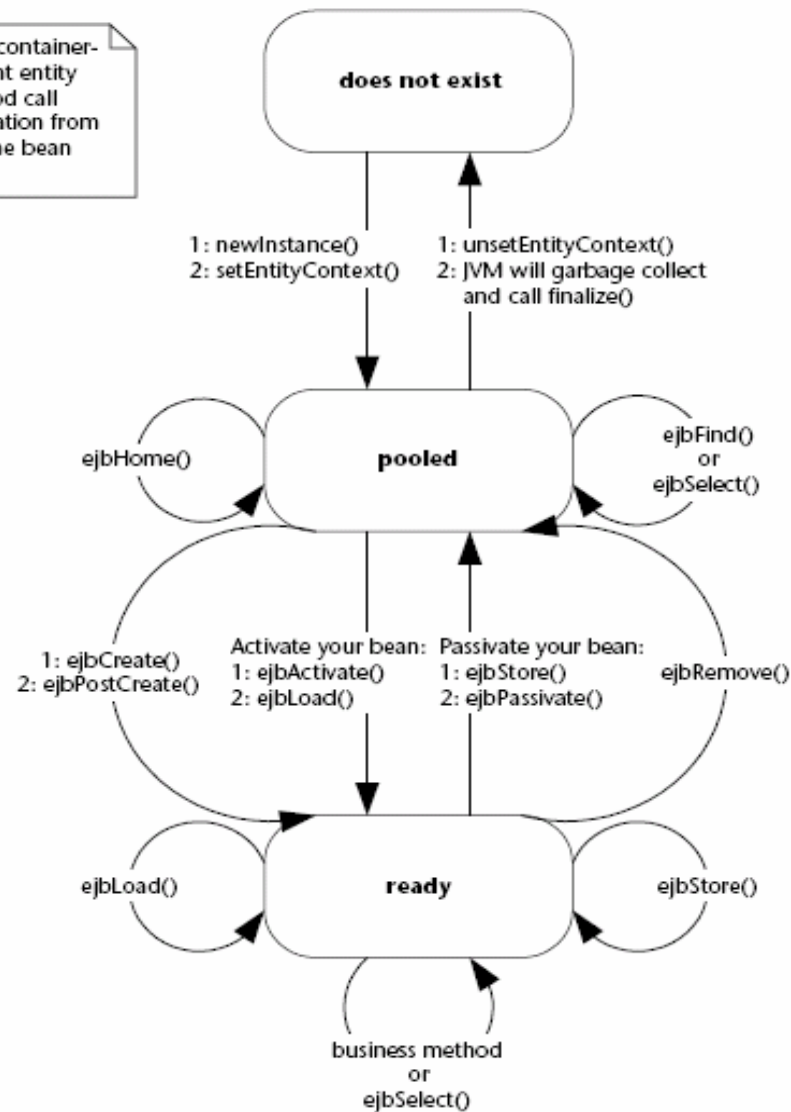 container-
nt entity
od call
ation from
ne bean
does not exist
1: newInstance()
2: setEntityContext()
1: unsetEntityContext()
2: JVM will garbage collect
and call finalize()
ejbHome()
pooled
ejbFind()
or
ejbSelect()
1: ejbCreate()
2: ejbPostCreate()
Activate your bean:
1: ejbActivate()
2: ejbLoad()
Passivate your bean:
1: ejbStore()
2: ejbPassivate()
ejbRemove()
ejbLoad()
ready
ejbStore()
business method
or
ejbSelect()